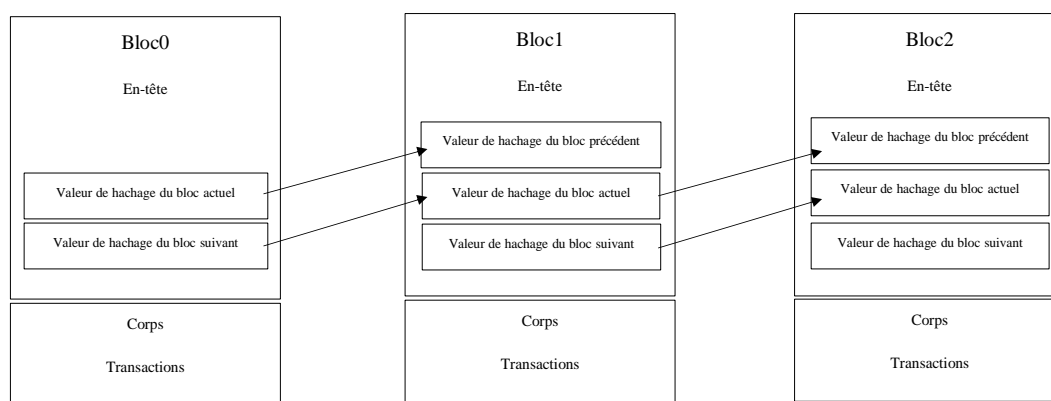 Bloc0
En-tête
Valeur de hachage du bloc actuel
Valeur de hachage du bloc suivant
Corps
Transactions
Bloc1
En-tête
Valeur de hachage du bloc précédent
Valeur de hachage du bloc actuel
Valeur de hachage du bloc suivant
Corps
Transactions
Bloc2
En-tête
Valeur de hachage du bloc précédent
Valeur de hachage du bloc actuel
Valeur de hachage du bloc suivant
Corps
Transactions